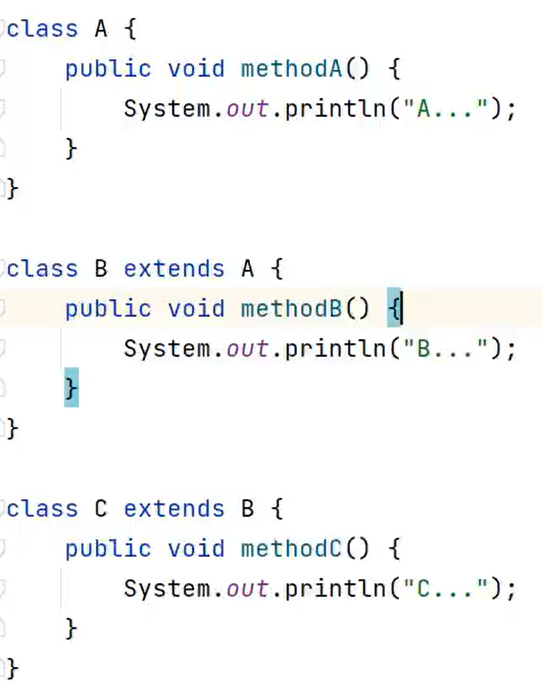 class A {
    public void methodA() {
        System.out.println("A...");
    }
}
class B extends A {
    public void methodB() {
        System.out.println("B...");
    }
}
class C extends B {
    public void methodC() {
        System.out.println("C...");
    }
}